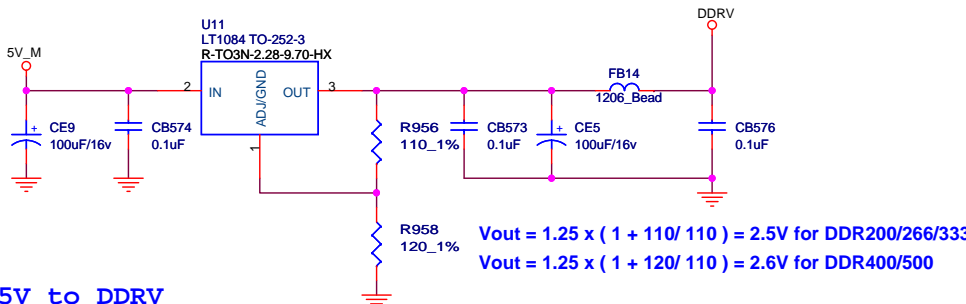 DDRV
U11
LT1084 TO-252-3
R-TO3N-2.28-9.70-HX
5V_M
2
IN
ADJ/GND
OUT
3
1
FB14
1206_Bead
CE9
100uF/16v
CB574
0.1uF
R956
110_1%
CB573
0.1uF
CE5
100uF/16v
CB576
0.1uF
R958
120_1%
Vout = 1.25 x ( 1 + 110/ 110 ) = 2.5V for DDR200/266/333
Vout = 1.25 x ( 1 + 120/ 110 ) = 2.6V for DDR400/500
5V to DDRV